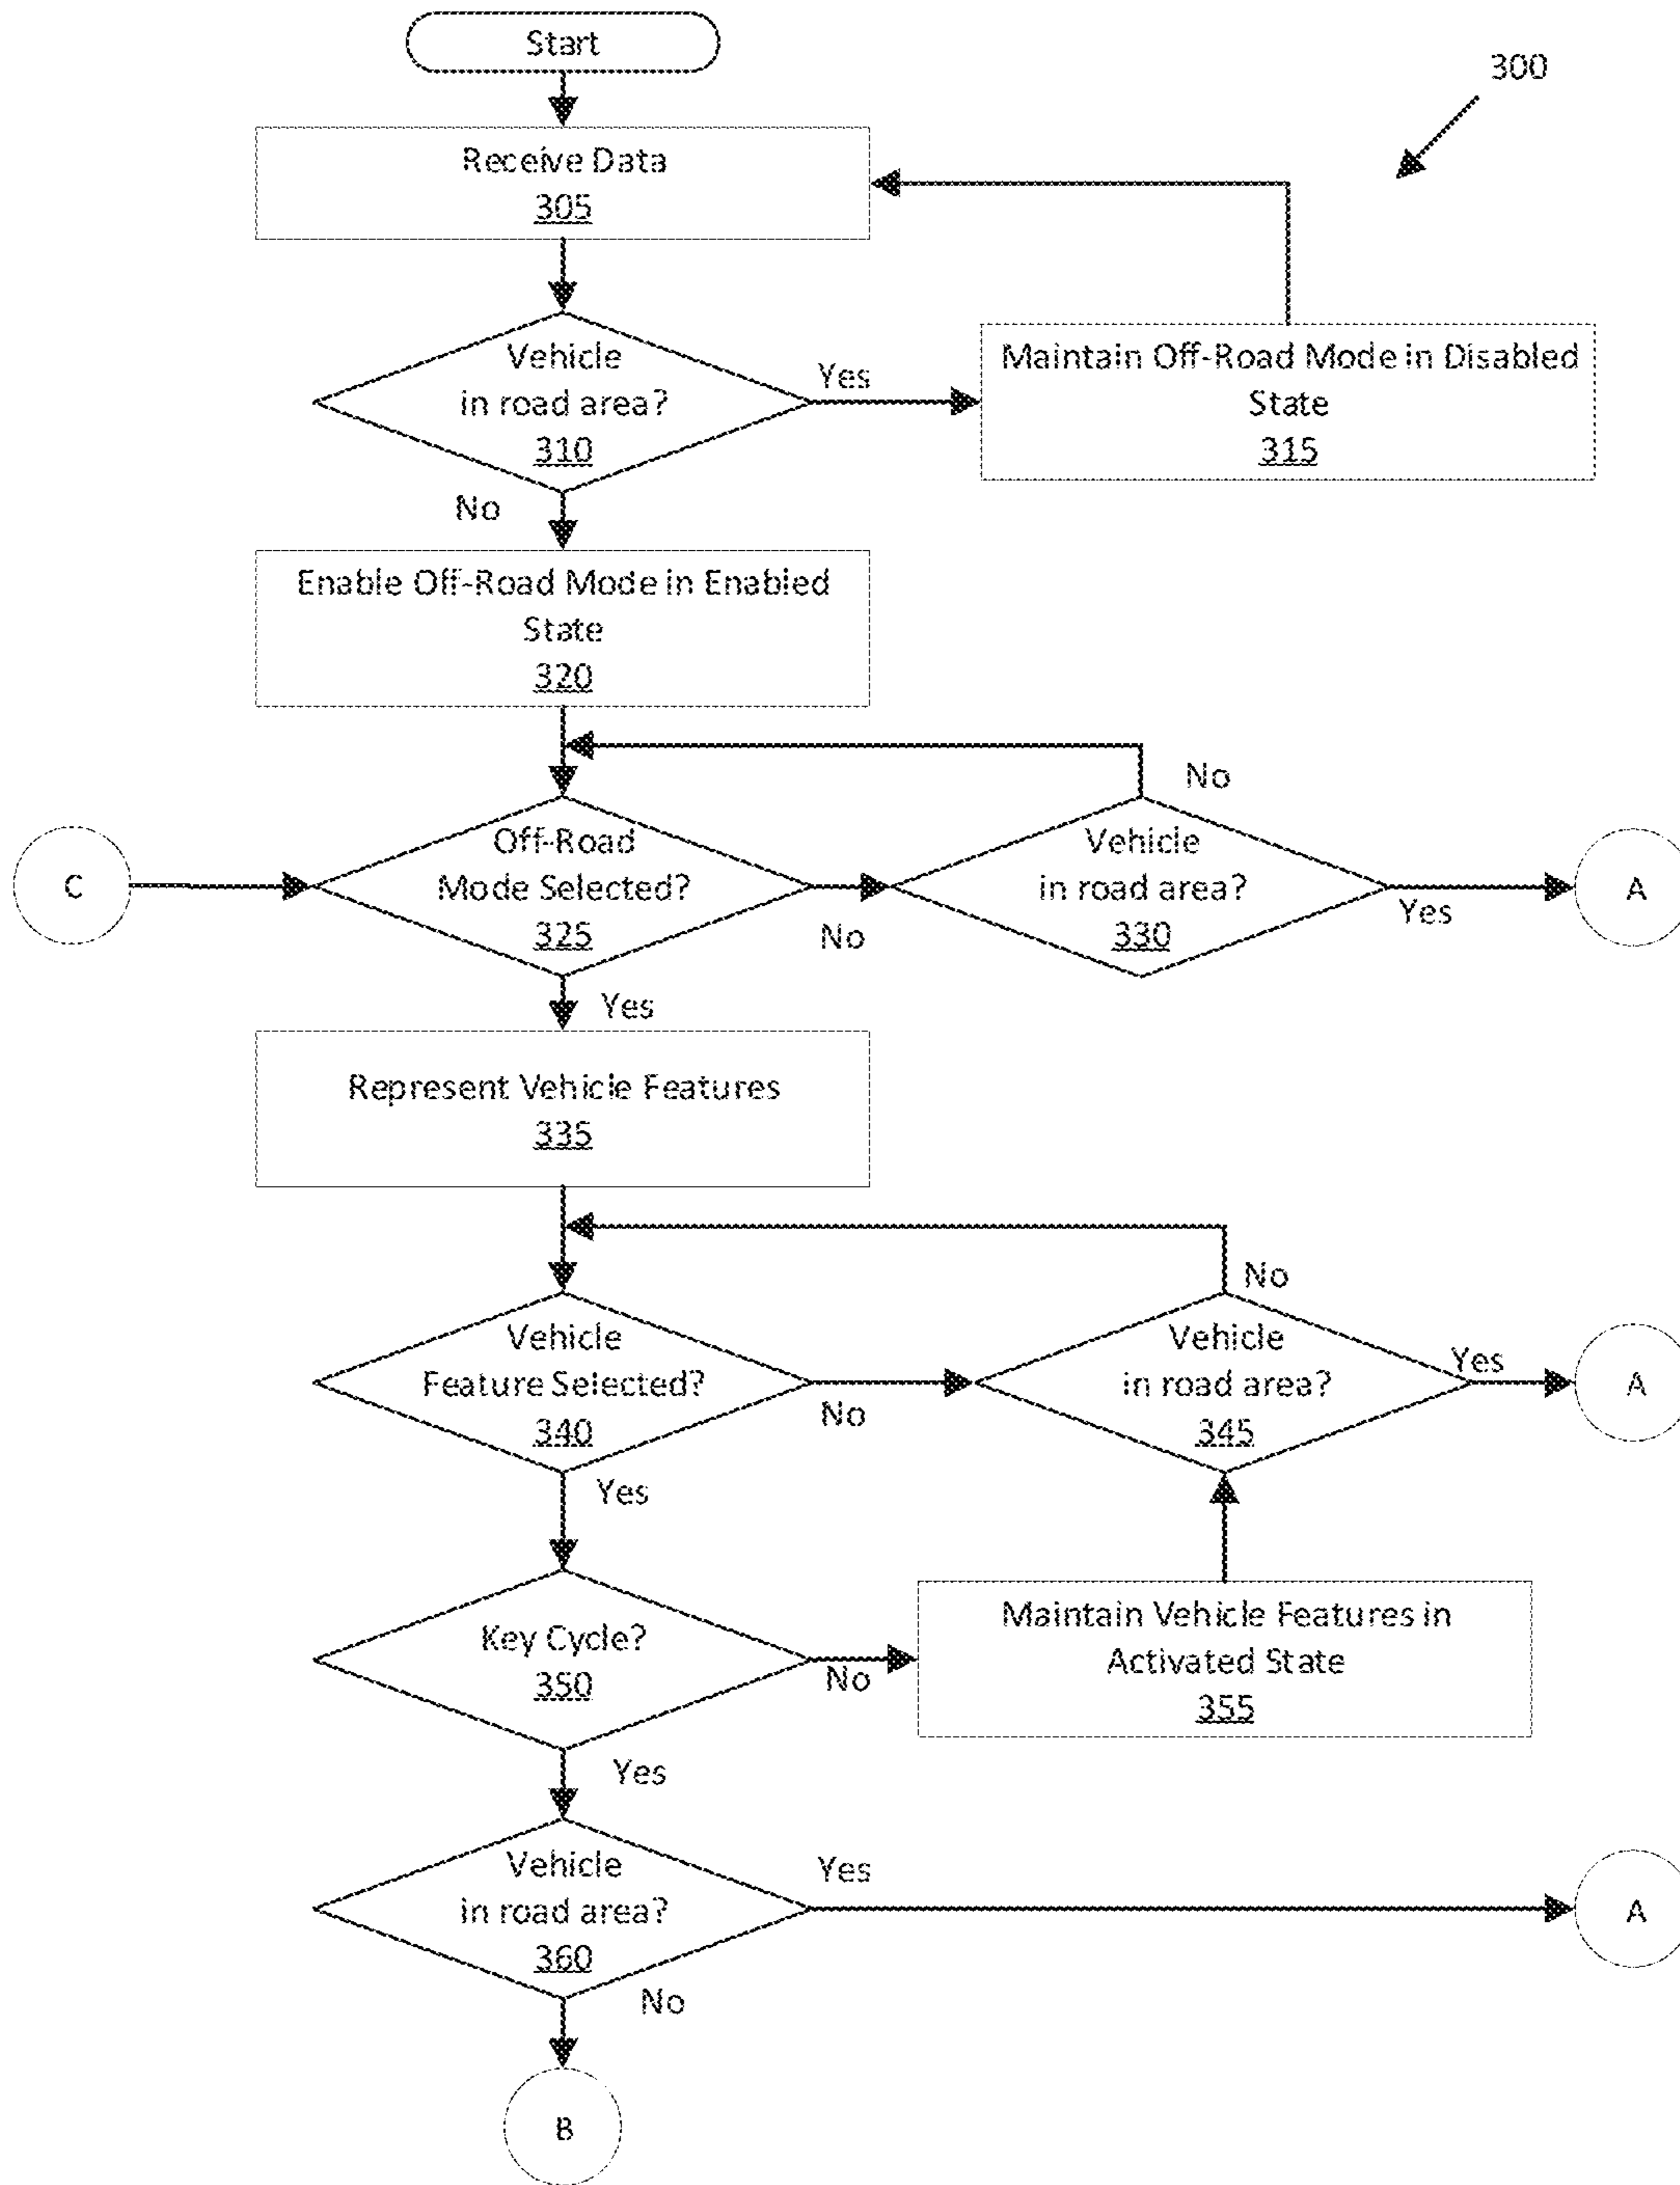 Start
300
Receive Data
305
Vehicle
in road area?
310
Yes
Maintain Off-Road Mode in Disabled
State
315
No
Enable Off-Road Mode in Enabled
State
320
No
C
Off-Road
Mode Selected?
325
No
Vehicle
in road area?
330
Yes
A
Yes
Represent Vehicle Features
335
No
Vehicle
Feature Selected?
340
No
Vehicle
in road area?
345
Yes
A
Yes
Key Cycle?
350
No
Maintain Vehicle Features in
Activated State
355
Yes
Vehicle
in road area?
360
Yes
A
No
B